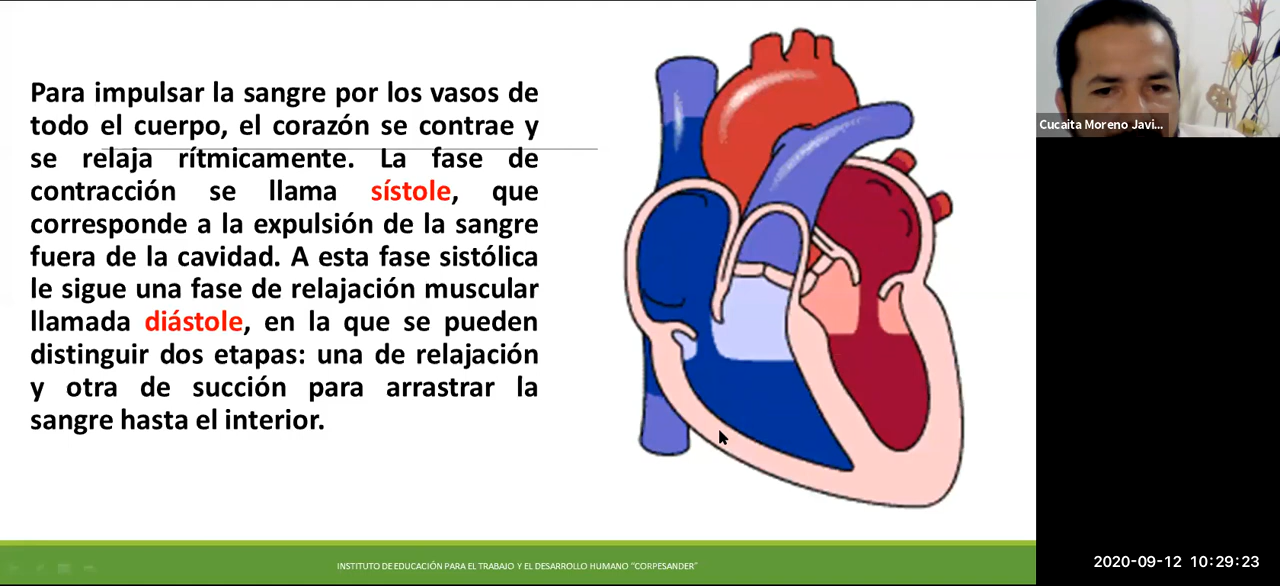 Para impulsar la sangre por los vasos de
todo el cuerpo, el corazón se contrae y
se relaja rítmicamente. La fase de
contracción se llama sístole, que
corresponde a la expulsión de la sangre
fuera de la cavidad. A esta fase sistólica
le sigue una fase de relajación muscular
llamada diástole, en la que se pueden
distinguir dos etapas: una de relajación
y otra de succión para arrastrar la
sangre hasta el interior.
Cucaita Moreno Javi...
INSTITUTO DE EDUCACIÓN PARA EL TRABAJO Y EL DESARROLLO HUMANO "CORPESANDER"
2020-09-12 10:29:23